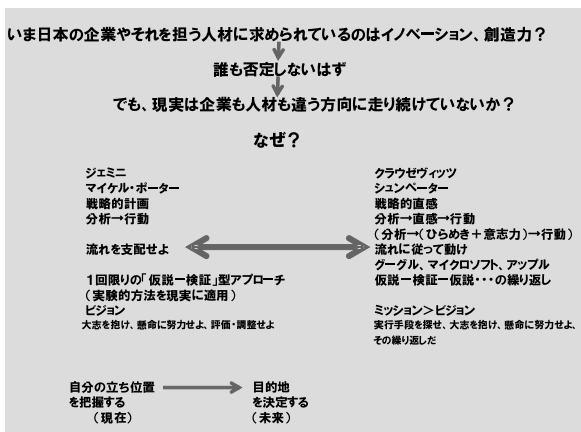 いま日本の企業やそれを担う人材に求められているのはイノベーション、創造力？
誰も否定しないはず
でも、現実は企業も人材も違う方向に走り続けていないか？
なぜ？
ジェミニ
マイケル・ポーター
戦略的計画
分析→行動
流れを支配せよ
１回限りの「仮説ー検証」型アプローチ
（実験的方法を現実に適用）
ビジョン
大志を抱け、懸命に努力せよ、評価・調整せよ
クラウゼヴィッツ
シュンペーター
戦略的直感
分析→直感→行動
（分析→（ひらめき＋意志力）→行動）
流れに従って動け
グーグル、マイクロソフト、アップル
仮説ー検証ー仮説・・・の繰り返し
ミッション＞ビジョン
実行手段を探せ、大志を抱け、懸命に努力せよ、
その繰り返しだ
自分の立ち位置
を把握する
（現在）
目的地
を決定する
（未来）